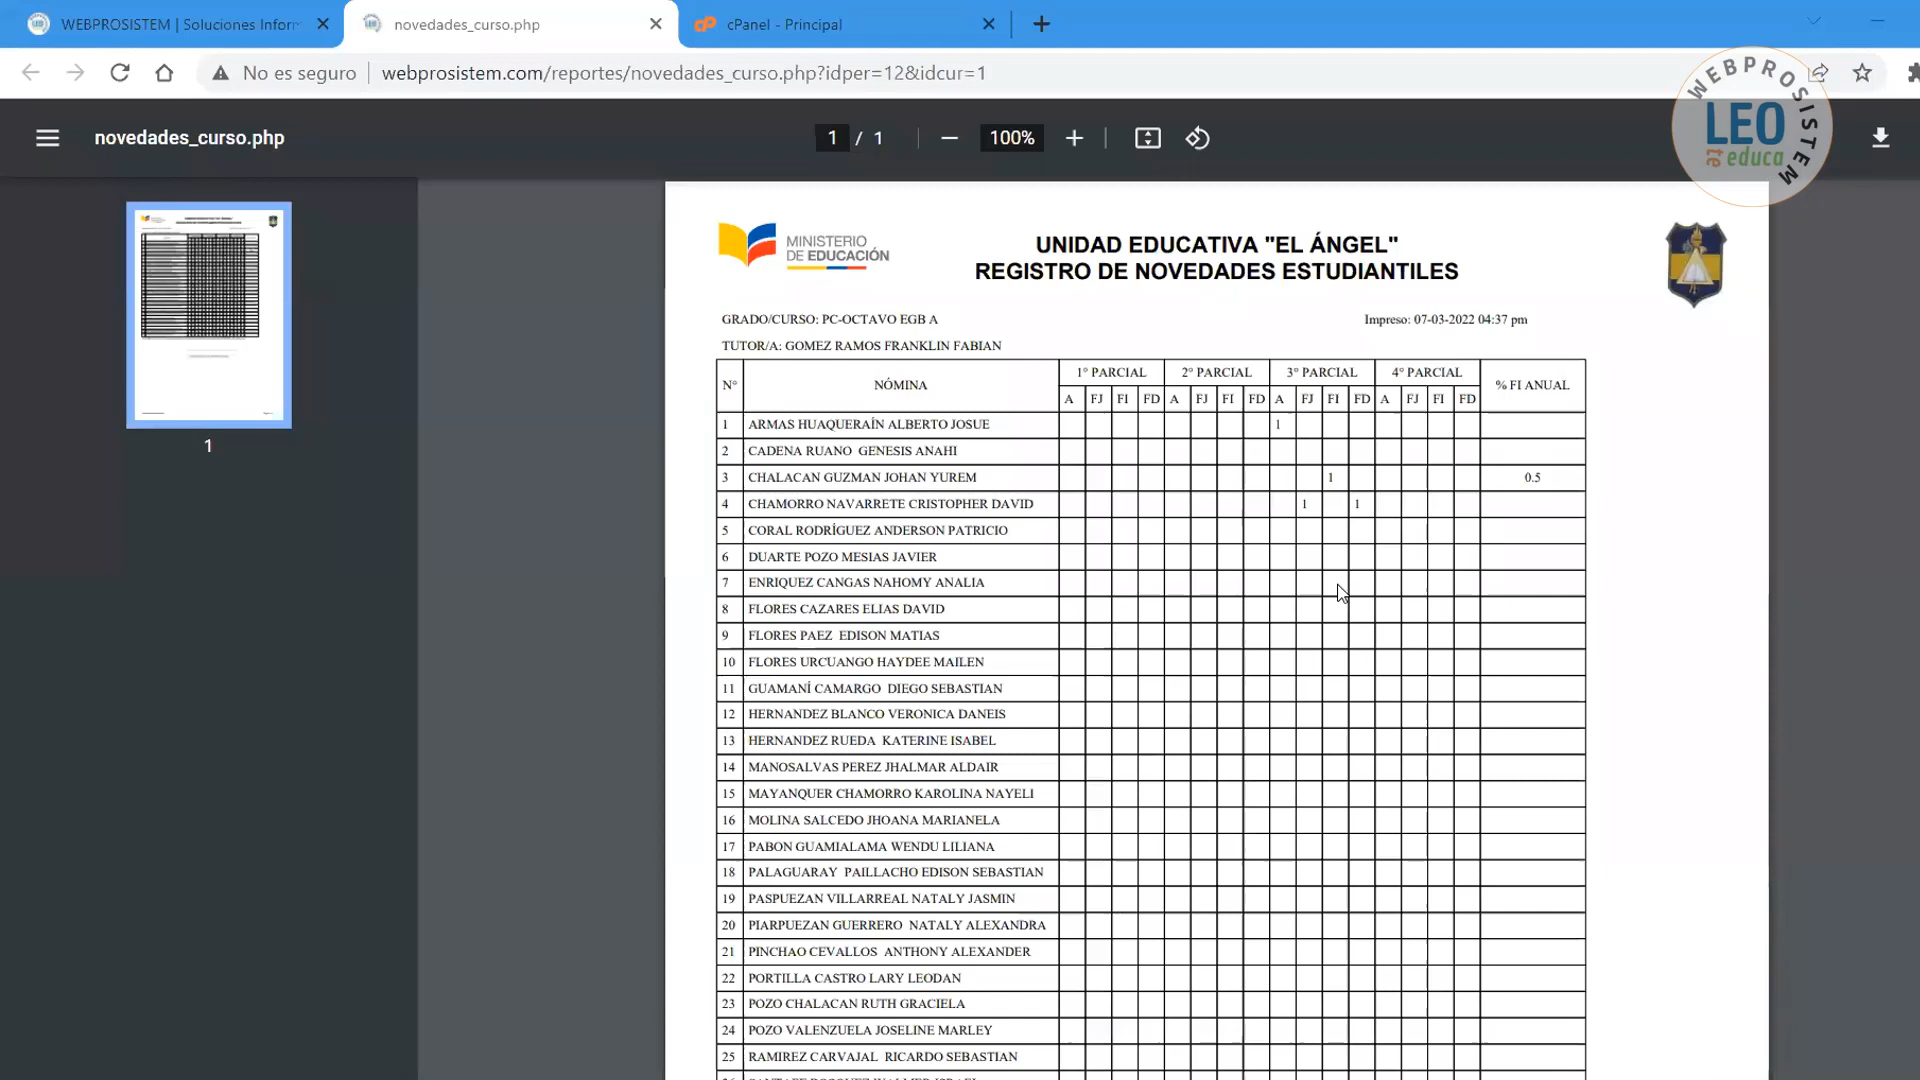 WEBPROSISTEM | Soluciones Inforn
novedades_curso.php
cPanel - Principal
No es seguro
webprosistem.com/reportes/novedades_curso.php?idper=12&idcur=1
WEBPROSISTEM
LEO
te educa
novedades_curso.php
1 / 1
100%
1
MINISTERIO
DE EDUCACIÓN
UNIDAD EDUCATIVA "EL ÁNGEL"
REGISTRO DE NOVEDADES ESTUDIANTILES
GRADO/CURSO: PC-OCTAVO EGB A
Impreso: 07-03-2022 04:37 pm
TUTOR/A: GOMEZ RAMOS FRANKLIN FABIAN
N° NÓMINA 1° PARCIAL 2° PARCIAL 3° PARCIAL 4° PARCIAL % FI ANUAL
A FJ FI FD A FJ FI FD A FJ FI FD A FJ FI FD
1 ARMAS HUAQUERAÍN ALBERTO JOSUE 1
2 CADENA RUANO GENESIS ANAHI
3 CHALACAN GUZMAN JOHAN YUREM 1 0.5
4 CHAMORRO NAVARRETE CRISTOPHER DAVID 1 1
5 CORAL RODRÍGUEZ ANDERSON PATRICIO
6 DUARTE POZO MESIAS JAVIER
7 ENRIQUEZ CANGAS NAHOMY ANALIA
8 FLORES CAZARES ELIAS DAVID
9 FLORES PAEZ EDISON MATIAS
10 FLORES URCUANGO HAYDEE MAILEN
11 GUAMANÍ CAMARGO DIEGO SEBASTIAN
12 HERNANDEZ BLANCO VERONICA DANEIS
13 HERNANDEZ RUEDA KATERINE ISABEL
14 MANOSALVAS PEREZ JHALMAR ALDAIR
15 MAYANQUER CHAMORRO KAROLINA NAYELI
16 MOLINA SALCEDO JHOANA MARIANELA
17 PABON GUAMIALAMA WENDU LILIANA
18 PALAGUARAY PAILLACHO EDISON SEBASTIAN
19 PASPUEZAN VILLARREAL NATALY JASMIN
20 PIARPUEZAN GUERRERO NATALY ALEXANDRA
21 PINCHAO CEVALLOS ANTHONY ALEXANDER
22 PORTILLA CASTRO LARY LEODAN
23 POZO CHALACAN RUTH GRACIELA
24 POZO VALENZUELA JOSELINE MARLEY
25 RAMIREZ CARVAJAL RICARDO SEBASTIAN